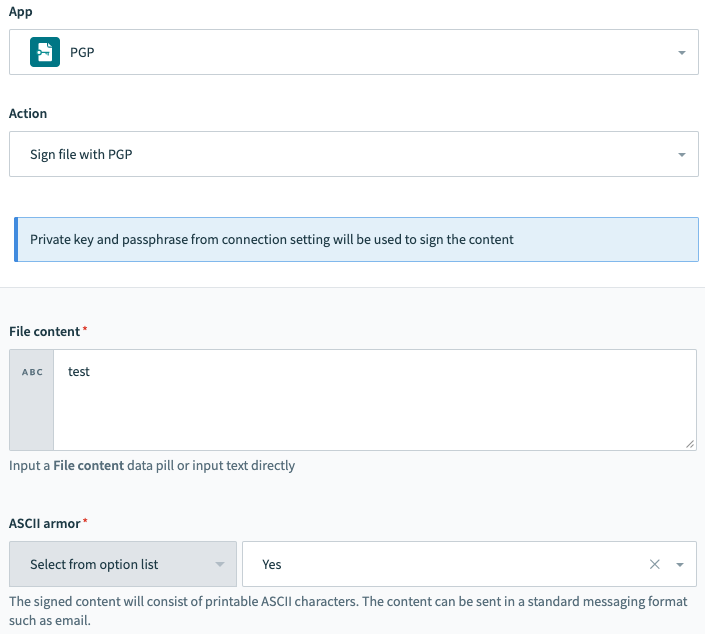 App
PGP
Action
Sign file with PGP
Private key and passphrase from connection setting will be used to sign the content
File content*
ABC
test
Input a File content data pill or input text directly
ASCII armor*
Select from option list
Yes
The signed content will consist of printable ASCII characters. The content can be sent in a standard messaging format
such as email.